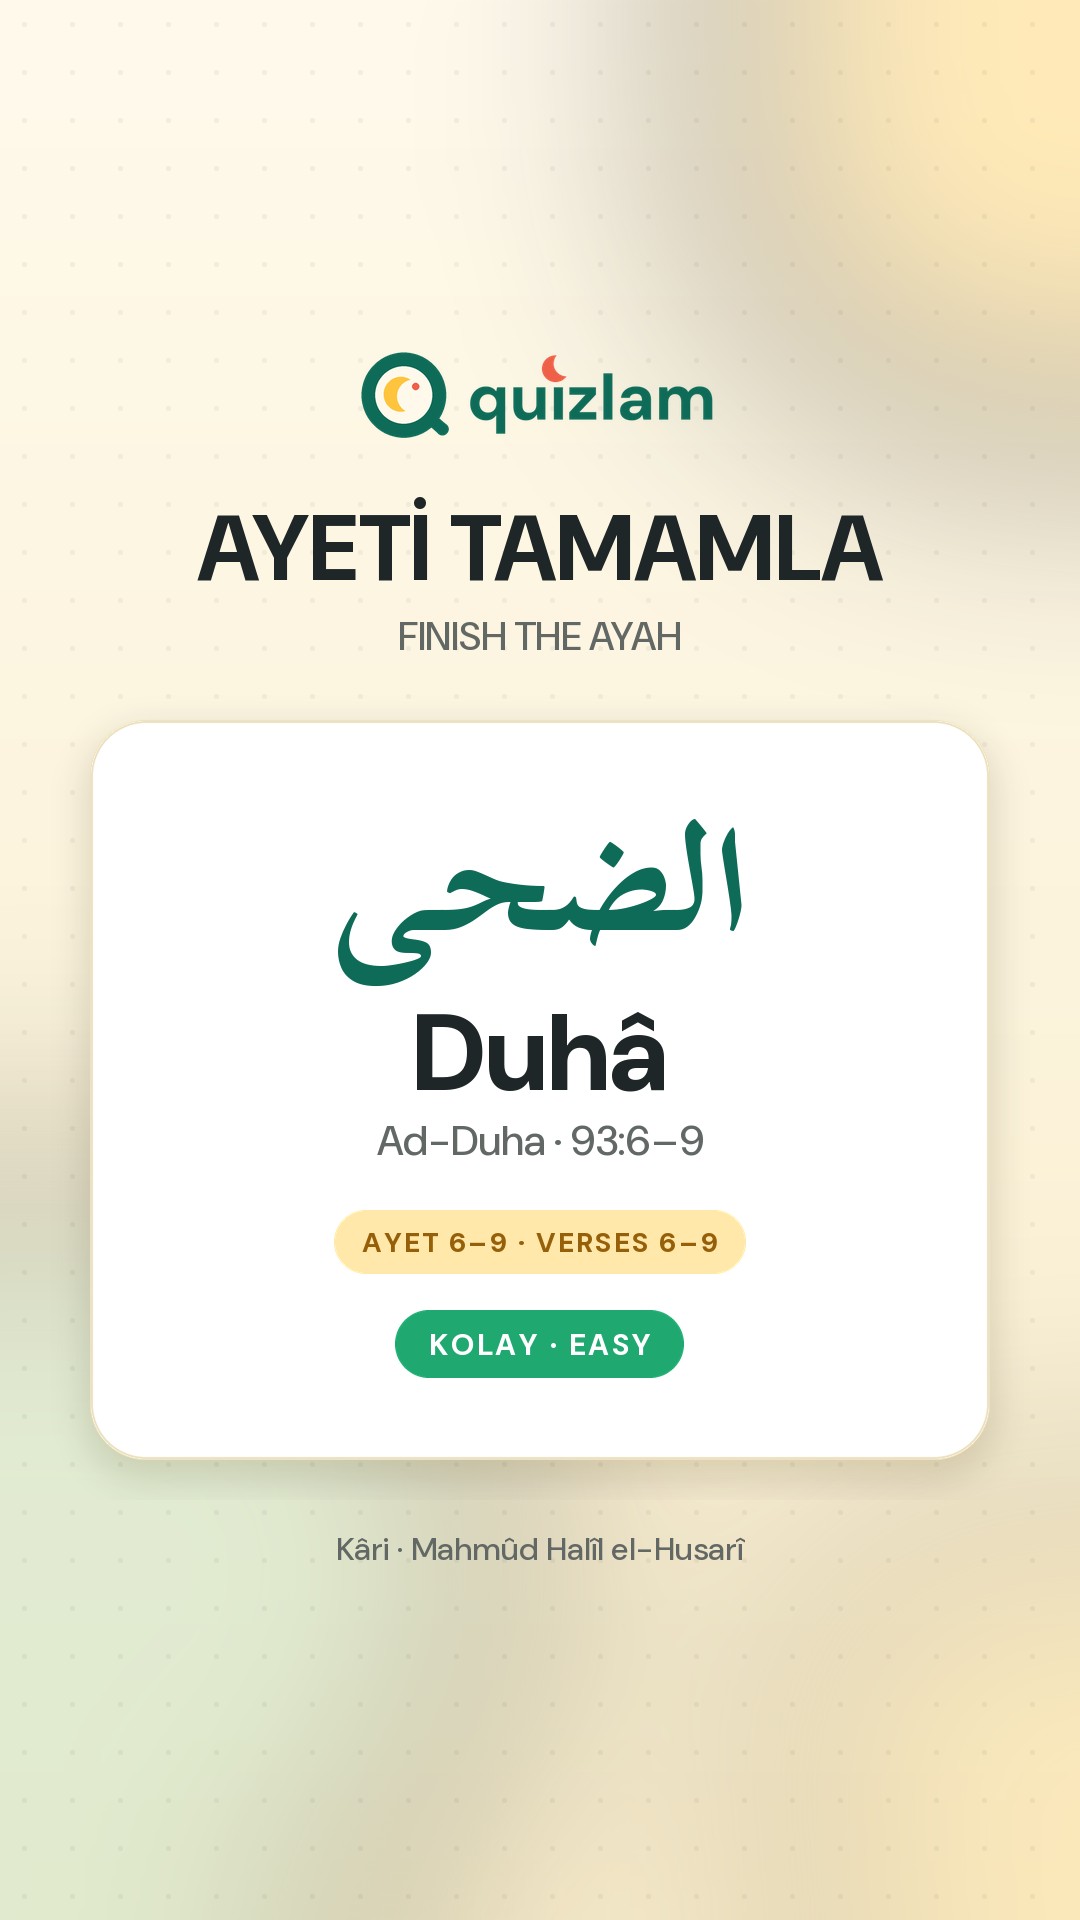 quizlam
AYETİ TAMAMLA
FINISH THE AYAH
الضحى
Duhâ
Ad-Duha · 93:6–9
AYET 6–9 · VERSES 6–9
KOLAY · EASY
Kâri · Mahmûd Halîl el-Husarî